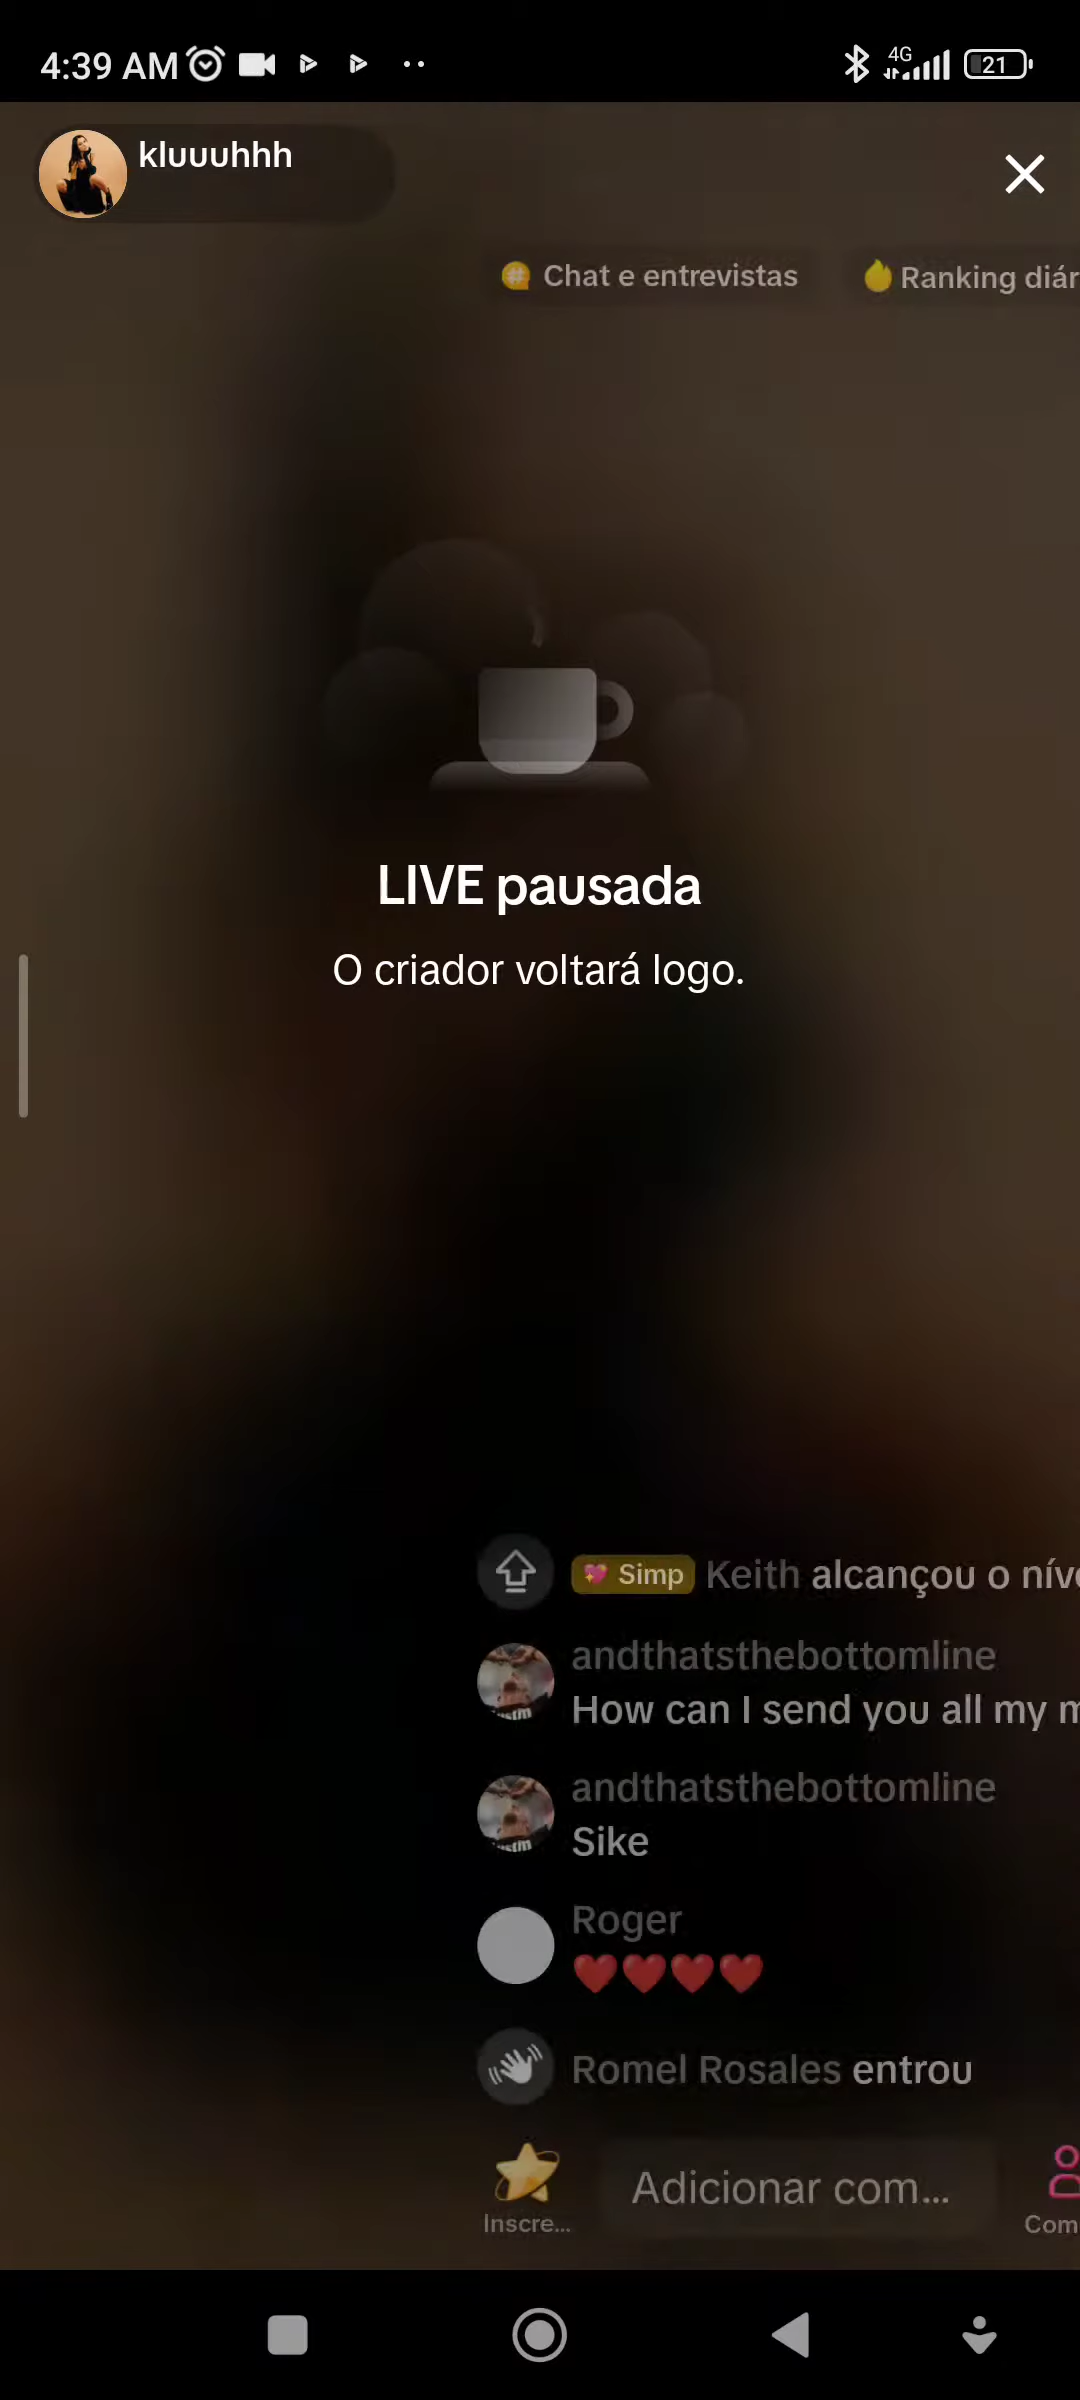 4:39 AM
4G
21
kluuuhhh
Chat e entrevistas
Ranking diár
LIVE pausada
O criador voltará logo.
Simp Keith alcançou o níve
andthatsthebottomline
How can I send you all my m
andthatsthebottomline
Sike
Roger
Romel Rosales entrou
Adicionar com...
Inscre...
Com